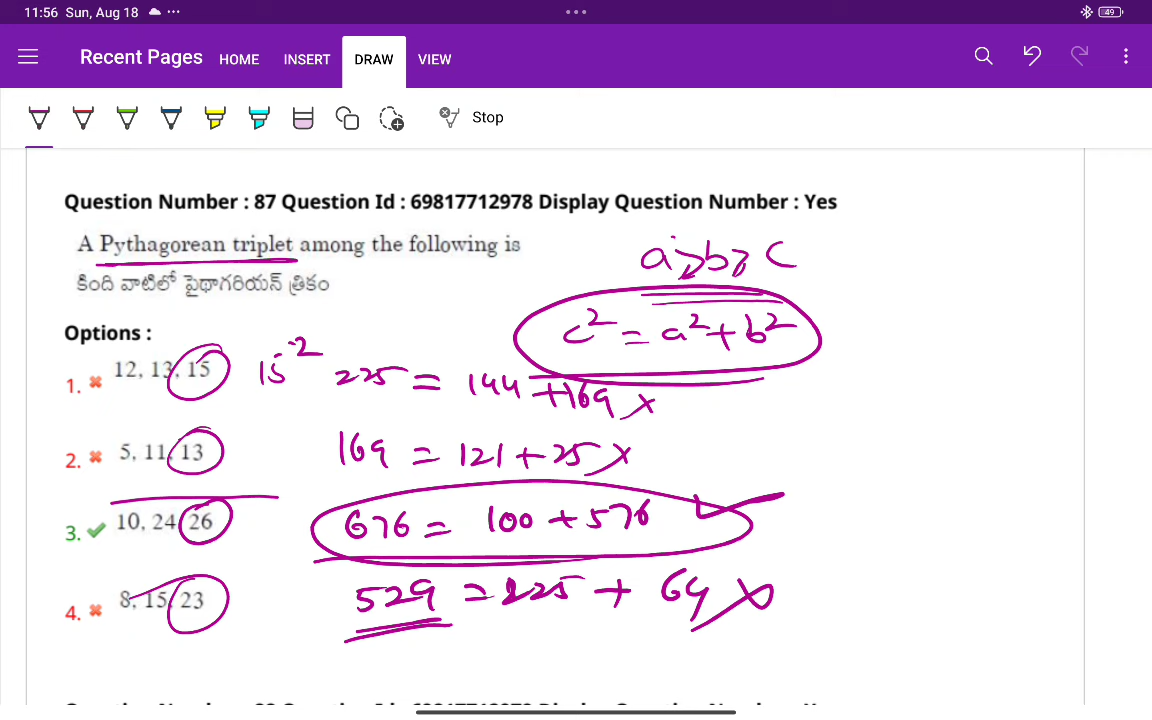 11:56 Sun, Aug 18
49
Recent Pages HOME INSERT DRAW VIEW
Stop
Question Number : 87 Question Id : 69817712978 Display Question Number : Yes
A Pythagorean triplet among the following is
కింది వాటిలో పైథాగరియన్ త్రికం
a, b, c
c² = a² + b²
Options :
1. 12, 13, 15
15² 225 = 144 + 169 x
2. 5, 11, 13
169 = 121 + 25 x
3. 10, 24, 26
676 = 100 + 576
4. 8, 15, 23
529 = 225 + 64 x